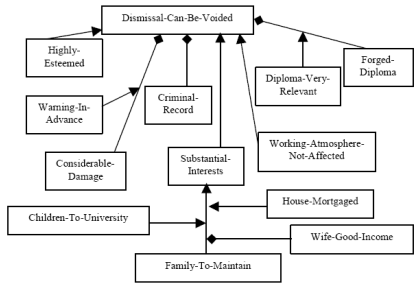 Dismissal-Can-Be-Voided
Highly-
Esteemed
Forged-
Diploma
Diploma-Very-
Relevant
Criminal-
Record
Warning-In-
Advance
Working-Atmosphere-
Not-Affected
Considerable-
Damage
Substantial-
Interests
House-Mortgaged
Children-To-University
Wife-Good-Income
Family-To-Maintain